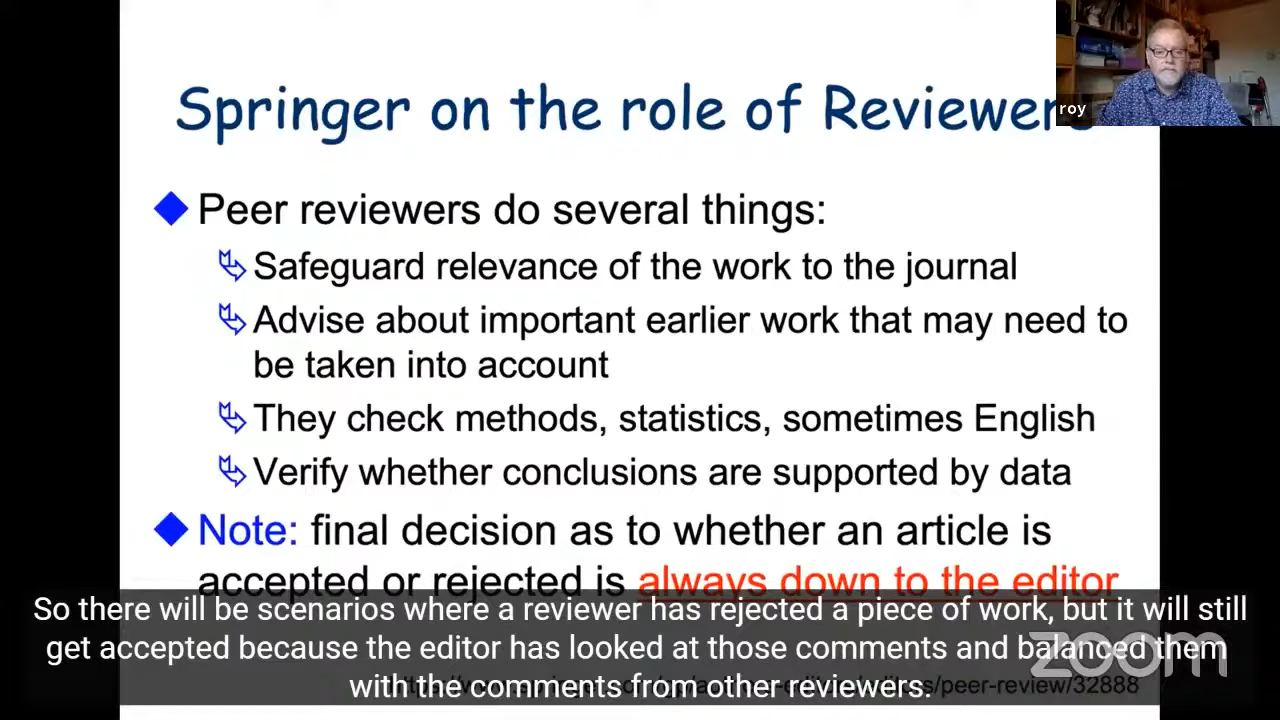 Springer on the role of Reviewers
roy
Peer reviewers do several things:
Safeguard relevance of the work to the journal
Advise about important earlier work that may need to
be taken into account
They check methods, statistics, sometimes English
Verify whether conclusions are supported by data
Note: final decision as to whether an article is
accepted or rejected is always down to the editor
So there will be scenarios where a reviewer has rejected a piece of work, but it will still
get accepted because the editor has looked at those comments and balanced them
with the comments from other reviewers.
zoom
/peer-review/32888